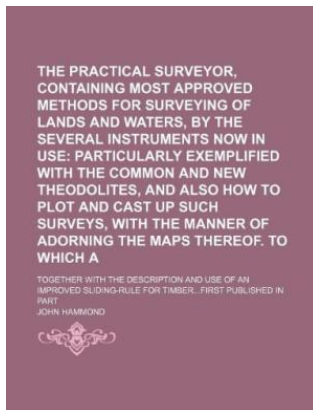 THE PRACTICAL SURVEYOR,
CONTAINING MOST APPROVED
METHODS FOR SURVEYING OF
LANDS AND WATERS, BY THE
SEVERAL INSTRUMENTS NOW IN
USE: PARTICULARLY EXEMPLIFIED
WITH THE COMMON AND NEW
THEODOLITES, AND ALSO HOW TO
PLOT AND CAST UP SUCH
SURVEYS, WITH THE MANNER OF
ADORNING THE MAPS THEREOF. TO
WHICH A
TOGETHER WITH THE DESCRIPTION AND USE OF AN
IMPROVED SLIDING-RULE FOR TIMBER...FIRST PUBLISHED IN
PART
JOHN HAMMOND